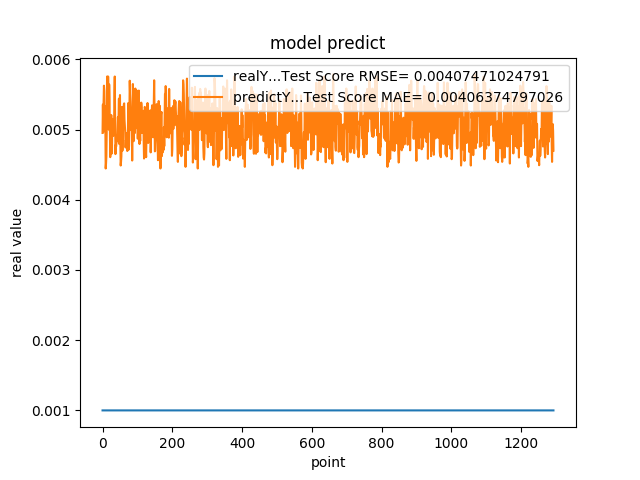 model predict
realY...Test Score RMSE= 0.00407471024791
predictY...Test Score MAE= 0.00406374797026
0.006
0.005
0.004
0.003
0.002
0.001
real value
0 200 400 600 800 1000 1200
point